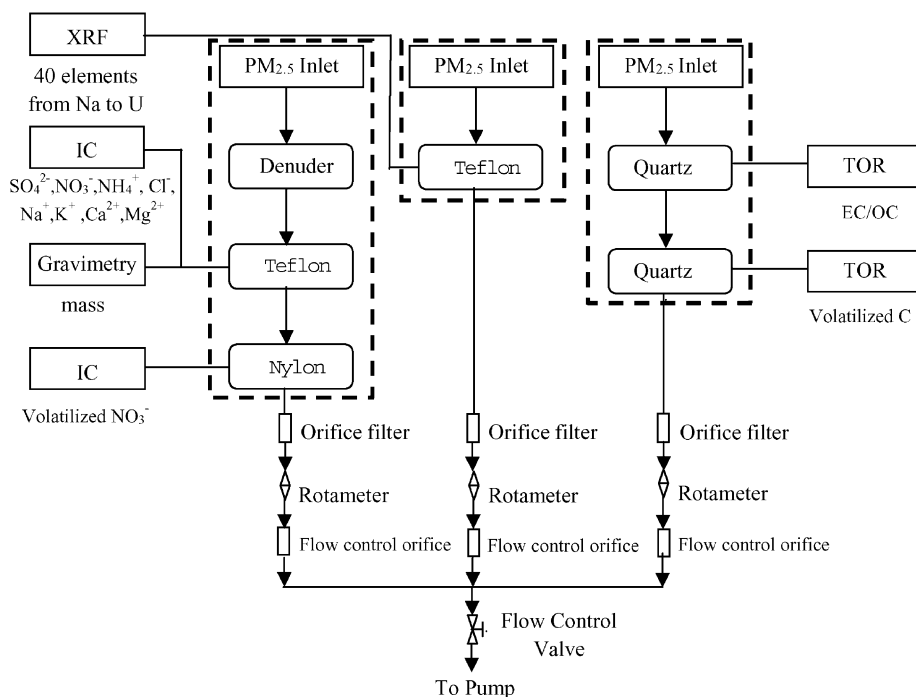 XRF
40 elements
from Na to U
IC
SO₄²⁻,NO₃⁻,NH₄⁺, Cl⁻,
Na⁺,K⁺ ,Ca²⁺,Mg²⁺
Gravimetry
mass
IC
Volatilized NO₃⁻
PM₂.₅ Inlet
Denuder
Teflon
Nylon
Orifice filter
Rotameter
Flow control orifice
PM₂.₅ Inlet
Teflon
Orifice filter
Rotameter
Flow control orifice
PM₂.₅ Inlet
Quartz
Quartz
TOR
EC/OC
TOR
Volatilized C
Orifice filter
Rotameter
Flow control orifice
Flow Control
Valve
To Pump